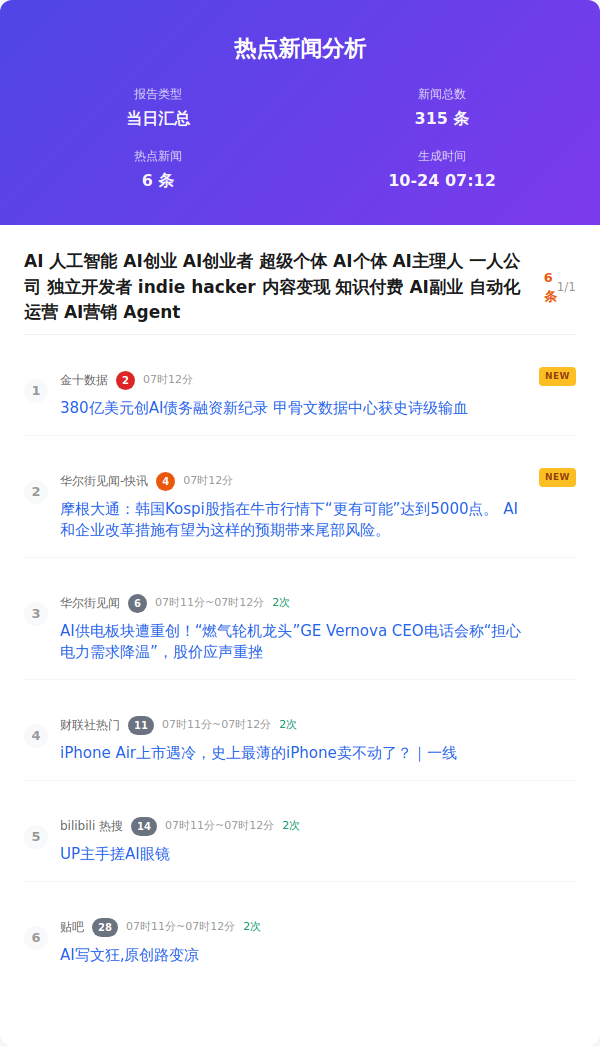 热点新闻分析
报告类型
当日汇总
新闻总数
315 条
热点新闻
6 条
生成时间
10-24 07:12
AI 人工智能 AI创业 AI创业者 超级个体 AI个体 AI主理人 一人公
司 独立开发者 indie hacker 内容变现 知识付费 AI副业 自动化
运营 AI营销 Agent
6
条
1/1
1
金十数据 2 07时12分
NEW
380亿美元创AI债务融资新纪录 甲骨文数据中心获史诗级输血
2
华尔街见闻-快讯 4 07时12分
NEW
摩根大通：韩国Kospi股指在牛市行情下“更有可能”达到5000点。 AI
和企业改革措施有望为这样的预期带来尾部风险。
3
华尔街见闻 6 07时11分~07时12分 2次
AI供电板块遭重创！“燃气轮机龙头”GE Vernova CEO电话会称“担心
电力需求降温”，股价应声重挫
4
财联社热门 11 07时11分~07时12分 2次
iPhone Air上市遇冷，史上最薄的iPhone卖不动了？｜一线
5
bilibili 热搜 14 07时11分~07时12分 2次
UP主手搓AI眼镜
6
贴吧 28 07时11分~07时12分 2次
AI写文狂,原创路变凉